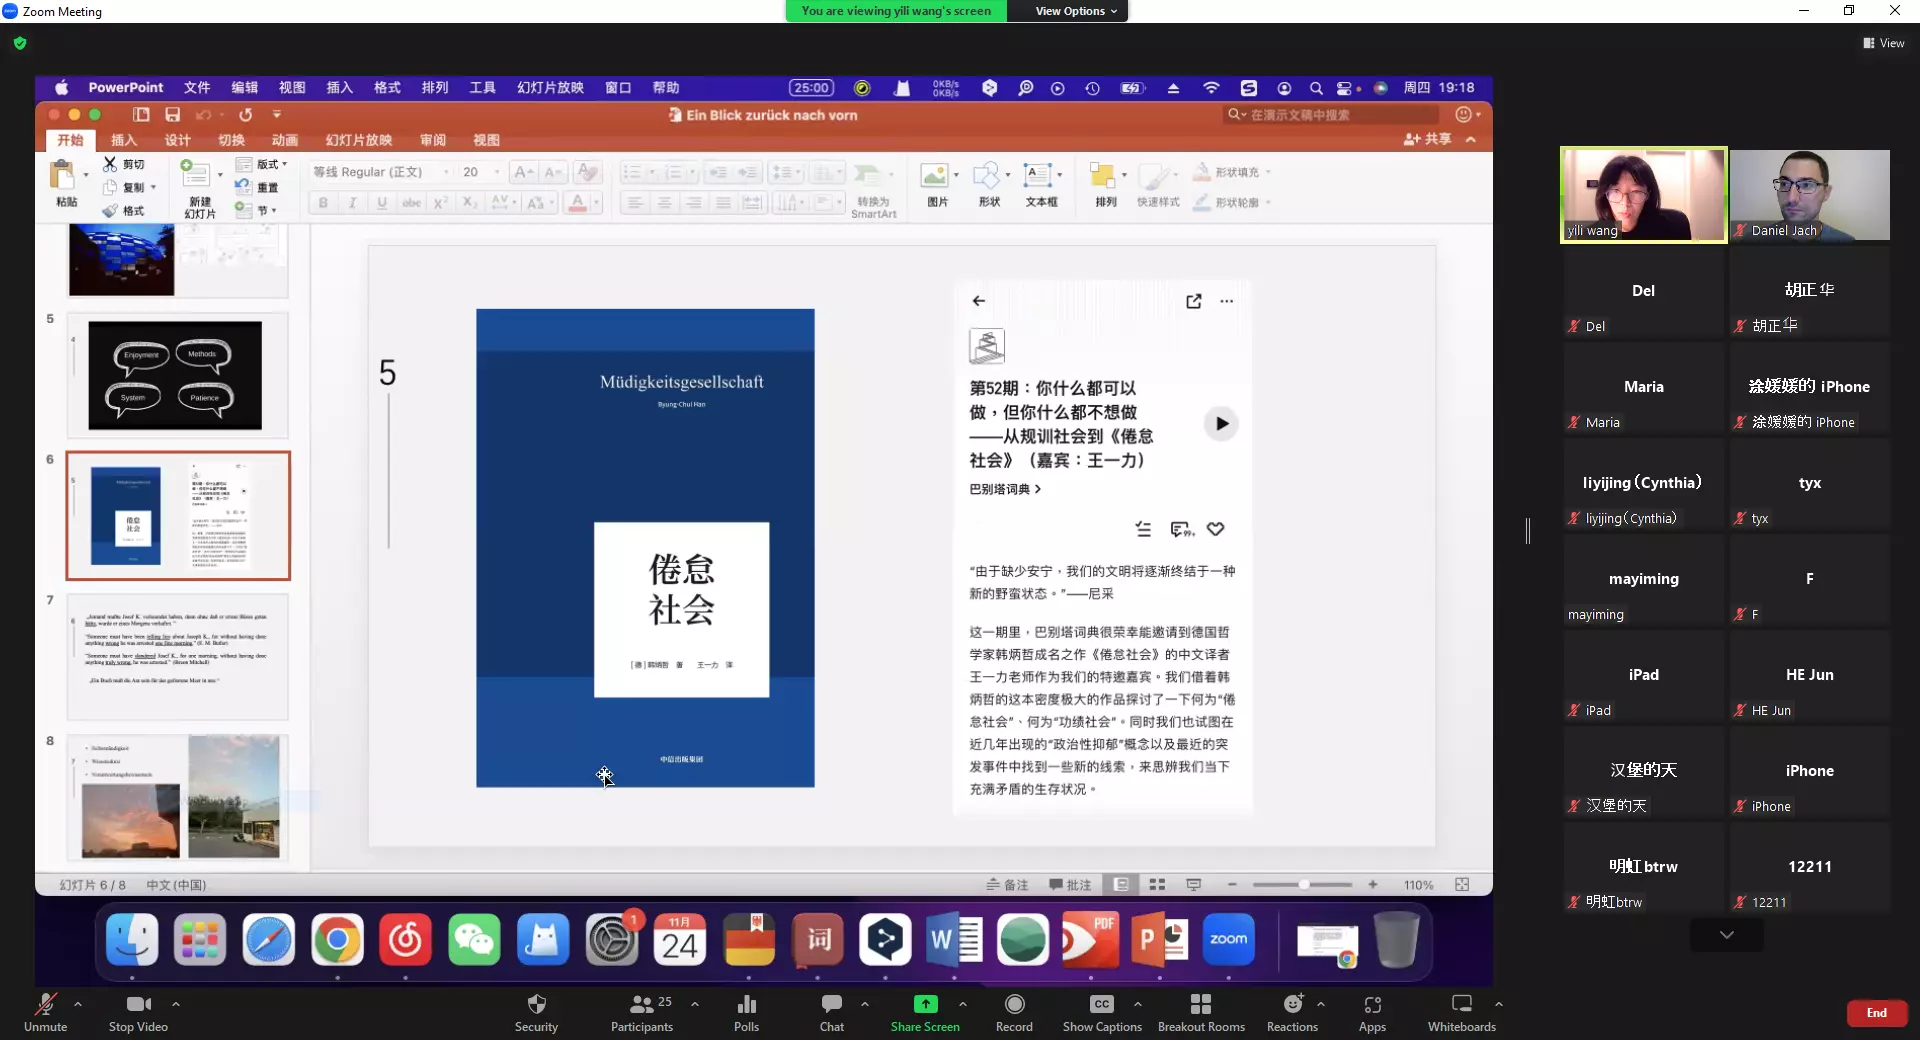 Zoom Meeting
You are viewing yili wang's screen
View Options
View
PowerPoint 文件 编辑 视图 插入 格式 排列 工具 幻灯片放映 窗口 帮助
25:00
0KB/s
0KB/s
周四 19:18
Ein Blick zurück nach vorn
在演示文稿中搜索
开始 插入 设计 切换 动画 幻灯片放映 审阅 视图
共享
粘贴
剪切
复制
格式
新建
幻灯片
版式
重置
节
等线 Regular (正文) 20
转换为
SmartArt
图片
形状
文本框
排列
快速样式
形状填充
形状轮廓
5
4
Enjoyment
Methods
System
Patience
6
5
倦怠
社会
7
6
8
7
5
Müdigkeitsgesellschaft
Byung-Chul Han
倦怠
社会
[德]韩炳哲 著 王一力 译
中信出版集团
第52期：你什么都可以
做，但你什么都不想做
——从规训社会到《倦怠
社会》（嘉宾：王一力）
巴别塔词典
99+
“由于缺少安宁，我们的文明将逐渐终结于一种
新的野蛮状态。”——尼采
这一期里，巴别塔词典很荣幸能邀请到德国哲
学家韩炳哲成名之作《倦怠社会》的中文译者
王一力老师作为我们的特邀嘉宾。我们借着韩
炳哲的这本密度极大的作品探讨了一下何为“倦
怠社会”、何为“功绩社会”。同时我们也试图在
近几年出现的“政治性抑郁”概念以及最近的突
发事件中找到一些新的线索，来思辨我们当下
充满矛盾的生存状况。
幻灯片 6 / 8 中文(中国)
备注
批注
110%
1
11月
24
词
W
PDF
P
zoom
yili wang
Daniel Jach
Del
Del
胡正华
胡正华
Maria
Maria
涂媛媛的 iPhone
涂媛媛的 iPhone
liyijing（Cynthia）
liyijing（Cynthia）
tyx
tyx
mayiming
mayiming
F
F
iPad
iPad
HE Jun
HE Jun
汉堡的天
汉堡的天
iPhone
iPhone
明虹btrw
明虹btrw
12211
12211
Unmute
Stop Video
Security
25
Participants
Polls
Chat
Share Screen
Record
CC
Show Captions
Breakout Rooms
Reactions
Apps
Whiteboards
End